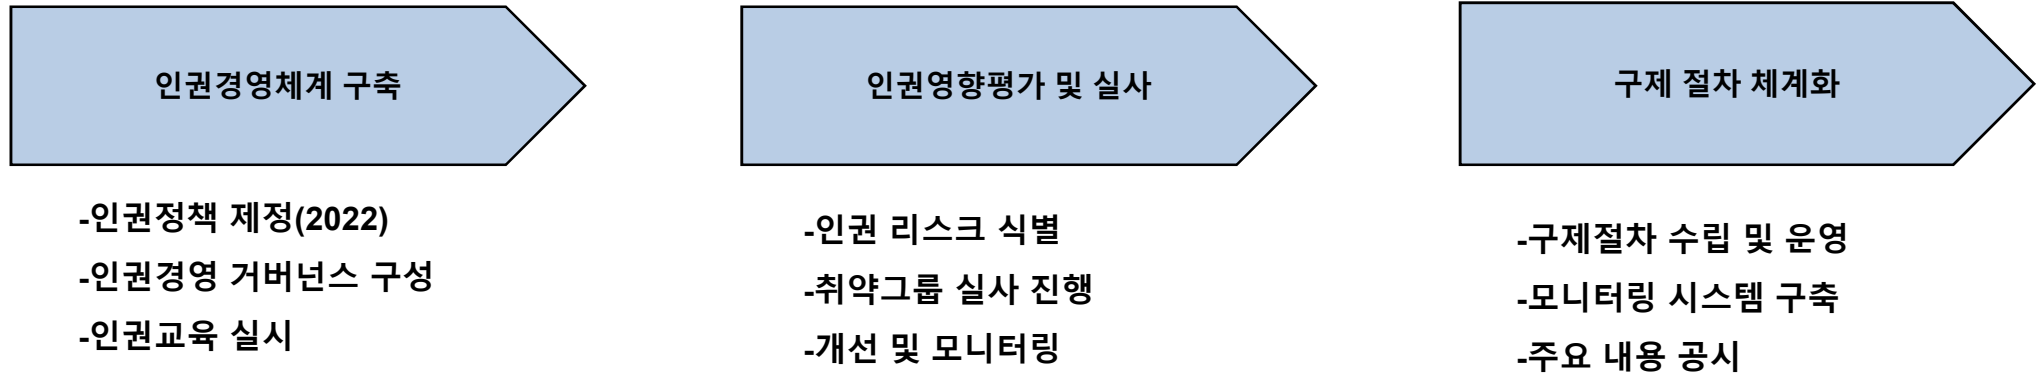 인권경영체계 구축
-인권정책 제정(2022)
-인권경영 거버넌스 구성
-인권교육 실시
인권영향평가 및 실사
-인권 리스크 식별
-취약그룹 실사 진행
-개선 및 모니터링
구제 절차 체계화
-구제절차 수립 및 운영
-모니터링 시스템 구축
-주요 내용 공시